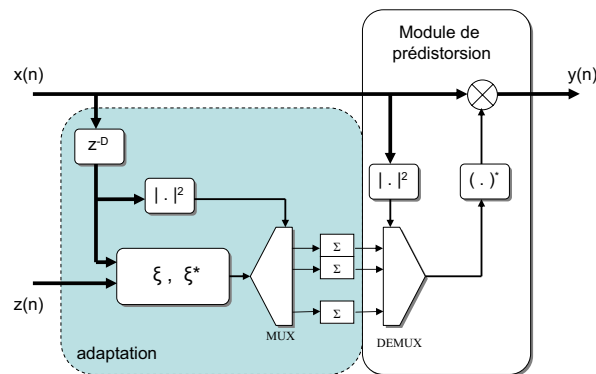 Module de
prédistorsion
x(n)
y(n)
z⁻ᴰ
| . |²
| . |²
( . )*
ξ , ξ*
Σ
Σ
Σ
z(n)
MUX
DEMUX
adaptation